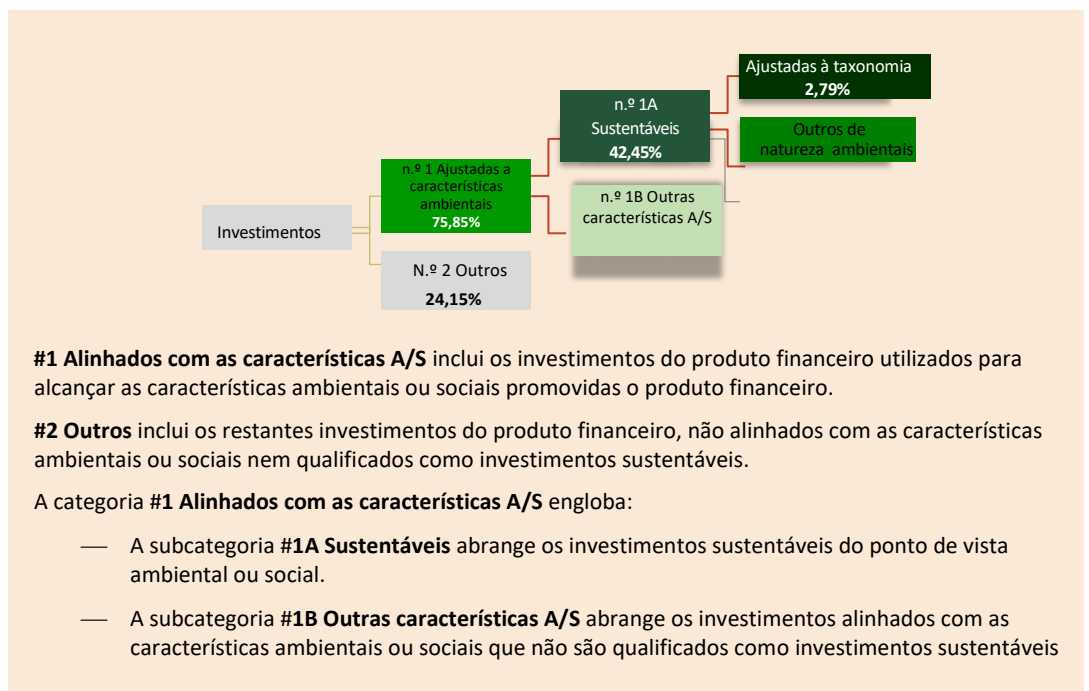 Ajustadas à taxonomia
2,79%
n.º 1A
Sustentáveis
42,45%
Outros de
natureza ambientais
n.º 1 Ajustadas a
características
ambientais
75,85%
n.º 1B Outras
características A/S
Investimentos
N.º 2 Outros
24,15%
#1 Alinhados com as características A/S inclui os investimentos do produto financeiro utilizados para
alcançar as características ambientais ou sociais promovidas o produto financeiro.
#2 Outros inclui os restantes investimentos do produto financeiro, não alinhados com as características
ambientais ou sociais nem qualificados como investimentos sustentáveis.
A categoria #1 Alinhados com as características A/S engloba:
— A subcategoria #1A Sustentáveis abrange os investimentos sustentáveis do ponto de vista
ambiental ou social.
— A subcategoria #1B Outras características A/S abrange os investimentos alinhados com as
características ambientais ou sociais que não são qualificados como investimentos sustentáveis